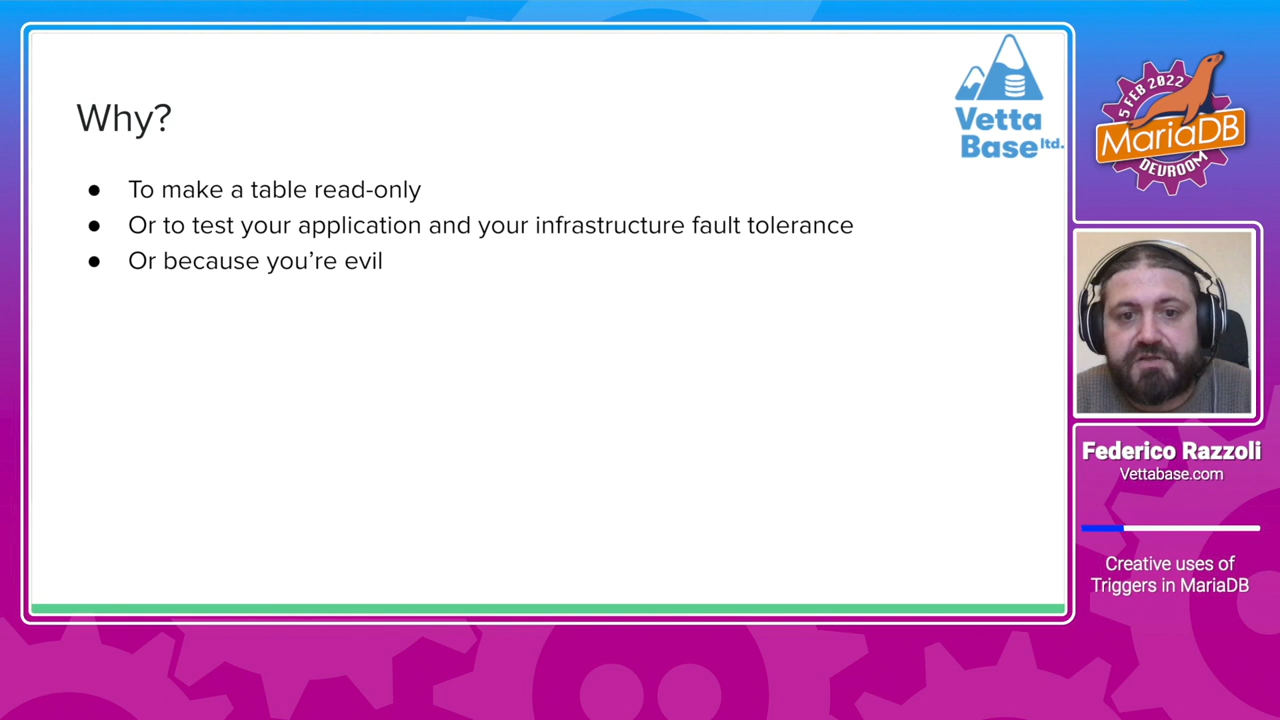 Why?
● To make a table read-only
● Or to test your application and your infrastructure fault tolerance
● Or because you’re evil
Vetta
Base ltd.
5 FEB 2022
MariaDB
DEVROOM
Federico Razzoli
Vettabase.com
Creative uses of
Triggers in MariaDB